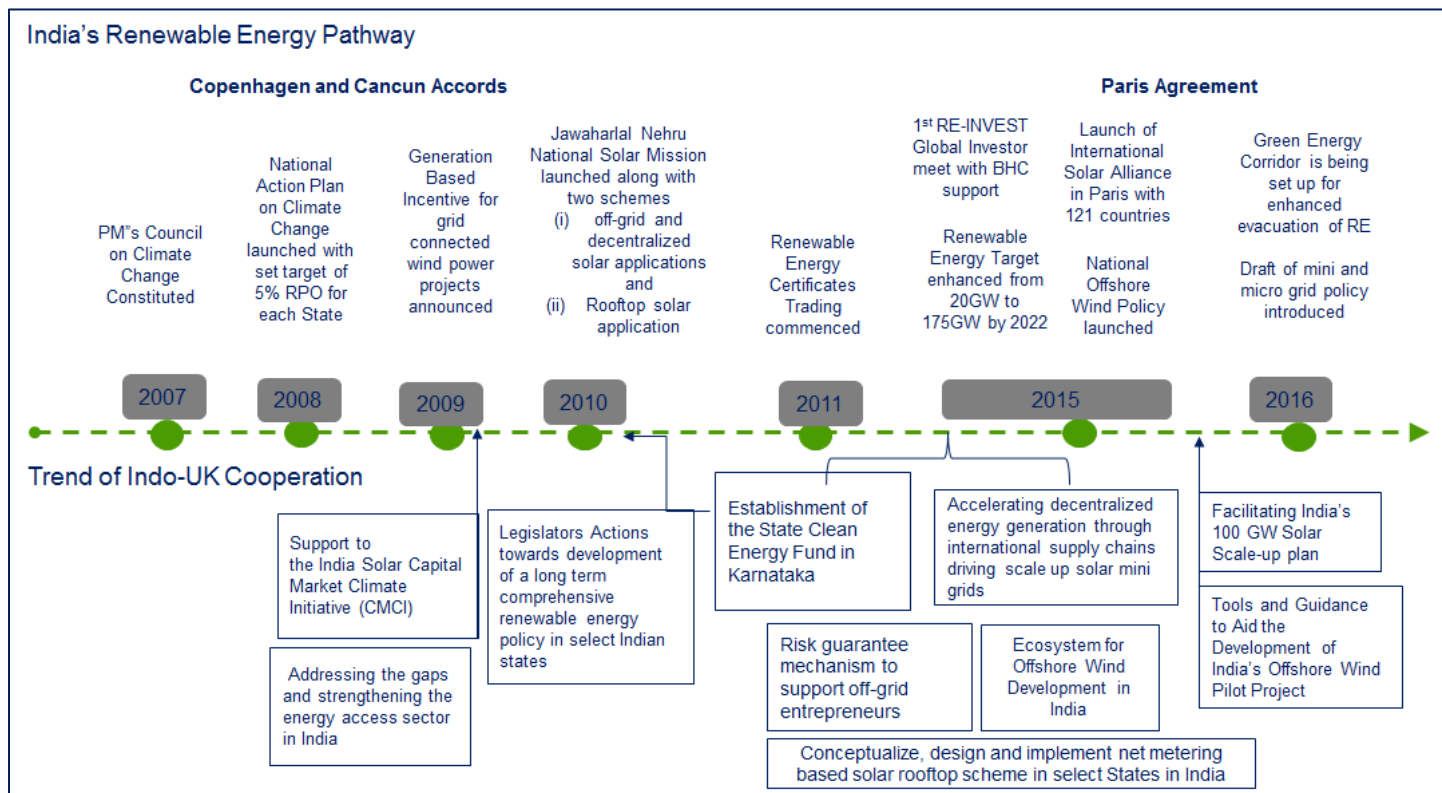 India's Renewable Energy Pathway
Copenhagen and Cancun Accords
Paris Agreement
PM"s Council
on Climate
Change
Constituted
National
Action Plan
on Climate
Change
launched with
set target of
5% RPO for
each State
Generation
Based
Incentive for
grid
connected
wind power
projects
announced
Jawaharlal Nehru
National Solar Mission
launched along with
two schemes
(i) off-grid and
decentralized
solar applications
and
(ii) Rooftop solar
application
Renewable
Energy
Certificates
Trading
commenced
1st RE-INVEST
Global Investor
meet with BHC
support
Renewable
Energy Target
enhanced from
20GW to
175GW by 2022
Launch of
International
Solar Alliance
in Paris with
121 countries
National
Offshore
Wind Policy
launched
Green Energy
Corridor is being
set up for
enhanced
evacuation of RE
Draft of mini and
micro grid policy
introduced
2007
2008
2009
2010
2011
2015
2016
Trend of Indo-UK Cooperation
Support to
the India Solar Capital
Market Climate
Initiative (CMCI)
Addressing the gaps
and strengthening the
energy access sector
in India
Legislators Actions
towards development
of a long term
comprehensive
renewable energy
policy in select Indian
states
Establishment of
the State Clean
Energy Fund in
Karnataka
Accelerating decentralized
energy generation through
international supply chains
driving scale up solar mini
grids
Risk guarantee
mechanism to
support off-grid
entrepreneurs
Ecosystem for
Offshore Wind
Development in
India
Conceptualize, design and implement net metering
based solar rooftop scheme in select States in India
Facilitating India's
100 GW Solar
Scale-up plan
Tools and Guidance
to Aid the
Development of
India's Offshore Wind
Pilot Project